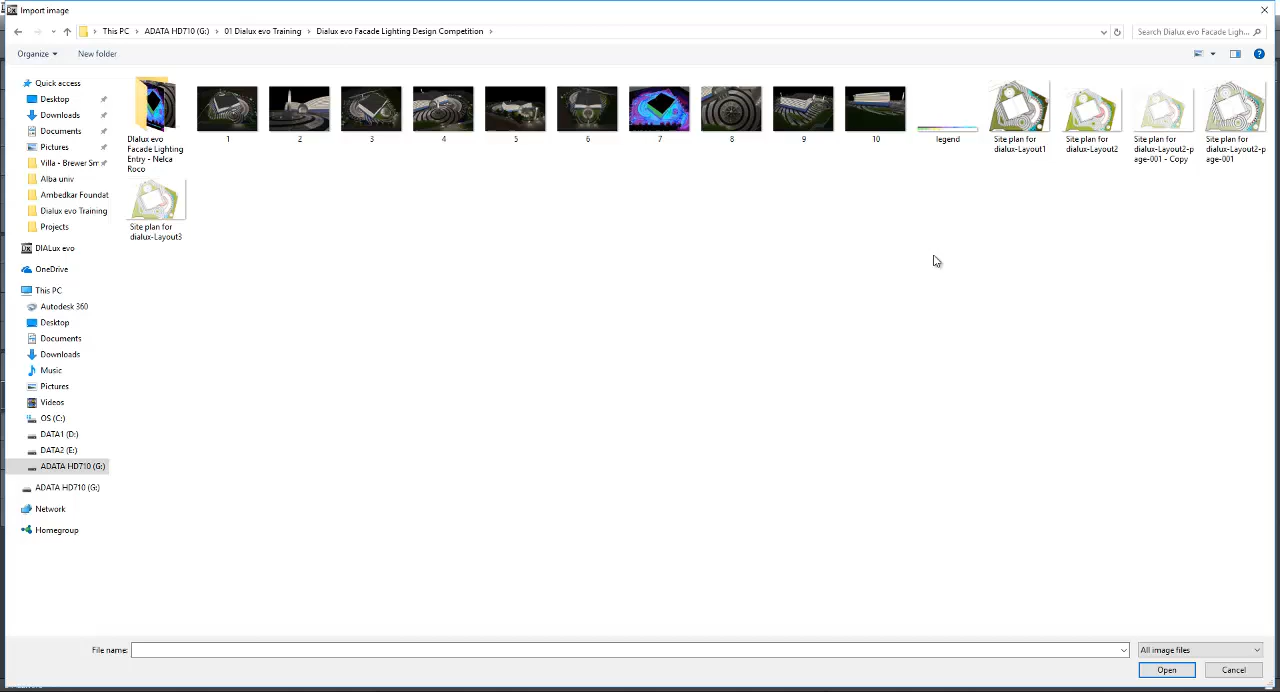 Import image
This PC
ADATA HD710 (G:)
01 Dialux evo Training
Dialux evo Facade Lighting Design Competition
Search Dialux evo Facade Ligh...
Organize
New folder
Quick access
Desktop
Downloads
Documents
Pictures
Villa - Brewer Sm
Alba univ
Ambedkar Foundat
Dialux evo Training
Projects
DIALux evo
OneDrive
This PC
Autodesk 360
Desktop
Documents
Downloads
Music
Pictures
Videos
OS (C:)
DATA1 (D:)
DATA2 (E:)
ADATA HD710 (G:)
ADATA HD710 (G:)
Network
Homegroup
Dialux evo
Facade Lighting
Entry - Nelca
Roco
1
2
3
4
5
6
7
8
9
10
legend
Site plan for
dialux-Layout1
Site plan for
dialux-Layout2
Site plan for
dialux-Layout2-p
age-001 - Copy
Site plan for
dialux-Layout2-p
age-001
Site plan for
dialux-Layout3
File name:
All image files
Open
Cancel